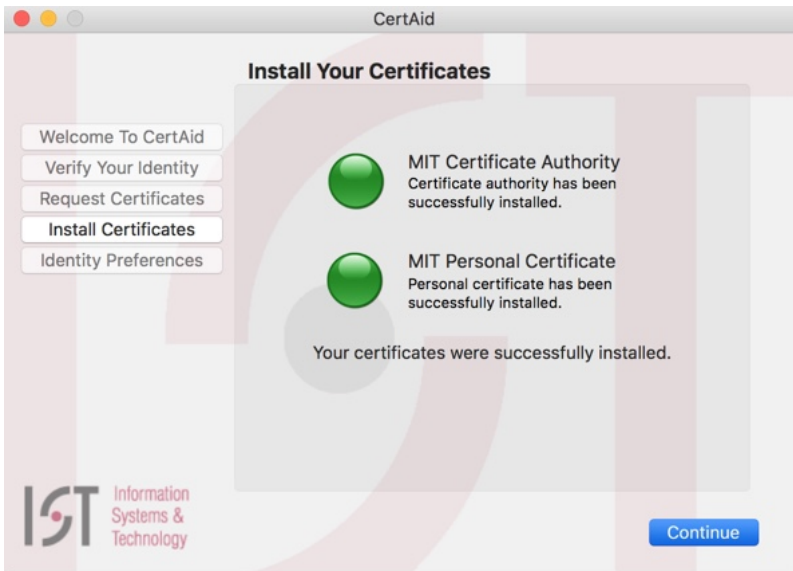 CertAid
Install Your Certificates
Welcome To CertAid
Verify Your Identity
Request Certificates
Install Certificates
Identity Preferences
MIT Certificate Authority
Certificate authority has been
successfully installed.
MIT Personal Certificate
Personal certificate has been
successfully installed.
Your certificates were successfully installed.
IST
Information
Systems &
Technology
Continue